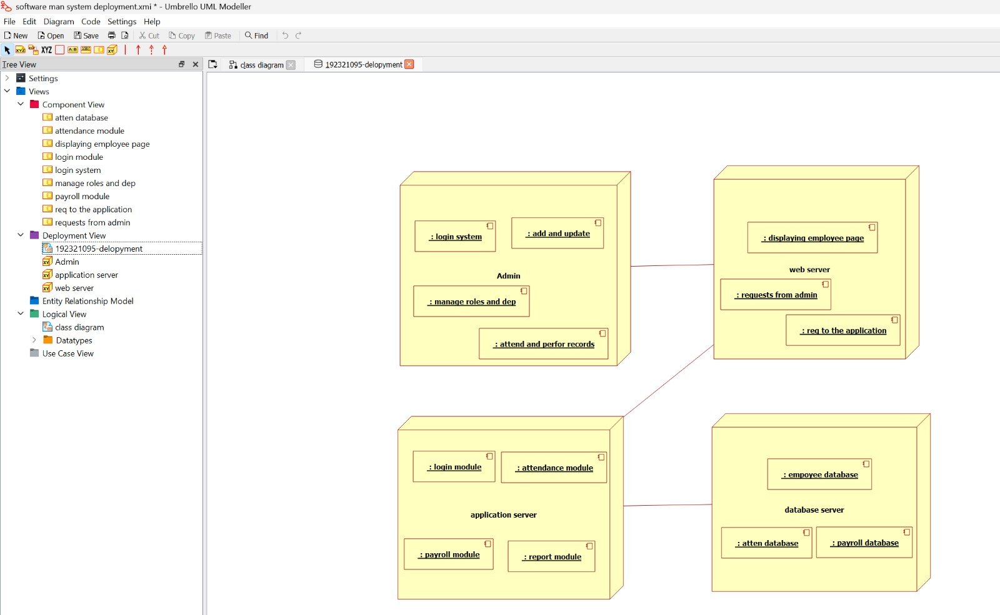 software man system deployment.xmi * - Umbrello UML Modeller
File Edit Diagram Code Settings Help
New Open Save Cut Copy Paste Find
XYZ XYZ A:B ABC XY
Tree View
class diagram
192321095-delopyment
Settings
Views
Component View
atten database
attendance module
displaying employee page
login module
login system
manage roles and dep
payroll module
req to the application
requests from admin
Deployment View
192321095-delopyment
XY Admin
XY application server
XY web server
Entity Relationship Model
Logical View
class diagram
Datatypes
Use Case View
: login system
: add and update
Admin
: manage roles and dep
: attend and perfor records
: displaying employee page
web server
: requests from admin
: req to the application
: login module
: attendance module
application server
: payroll module
: report module
: empoyee database
database server
: atten database
: payroll database